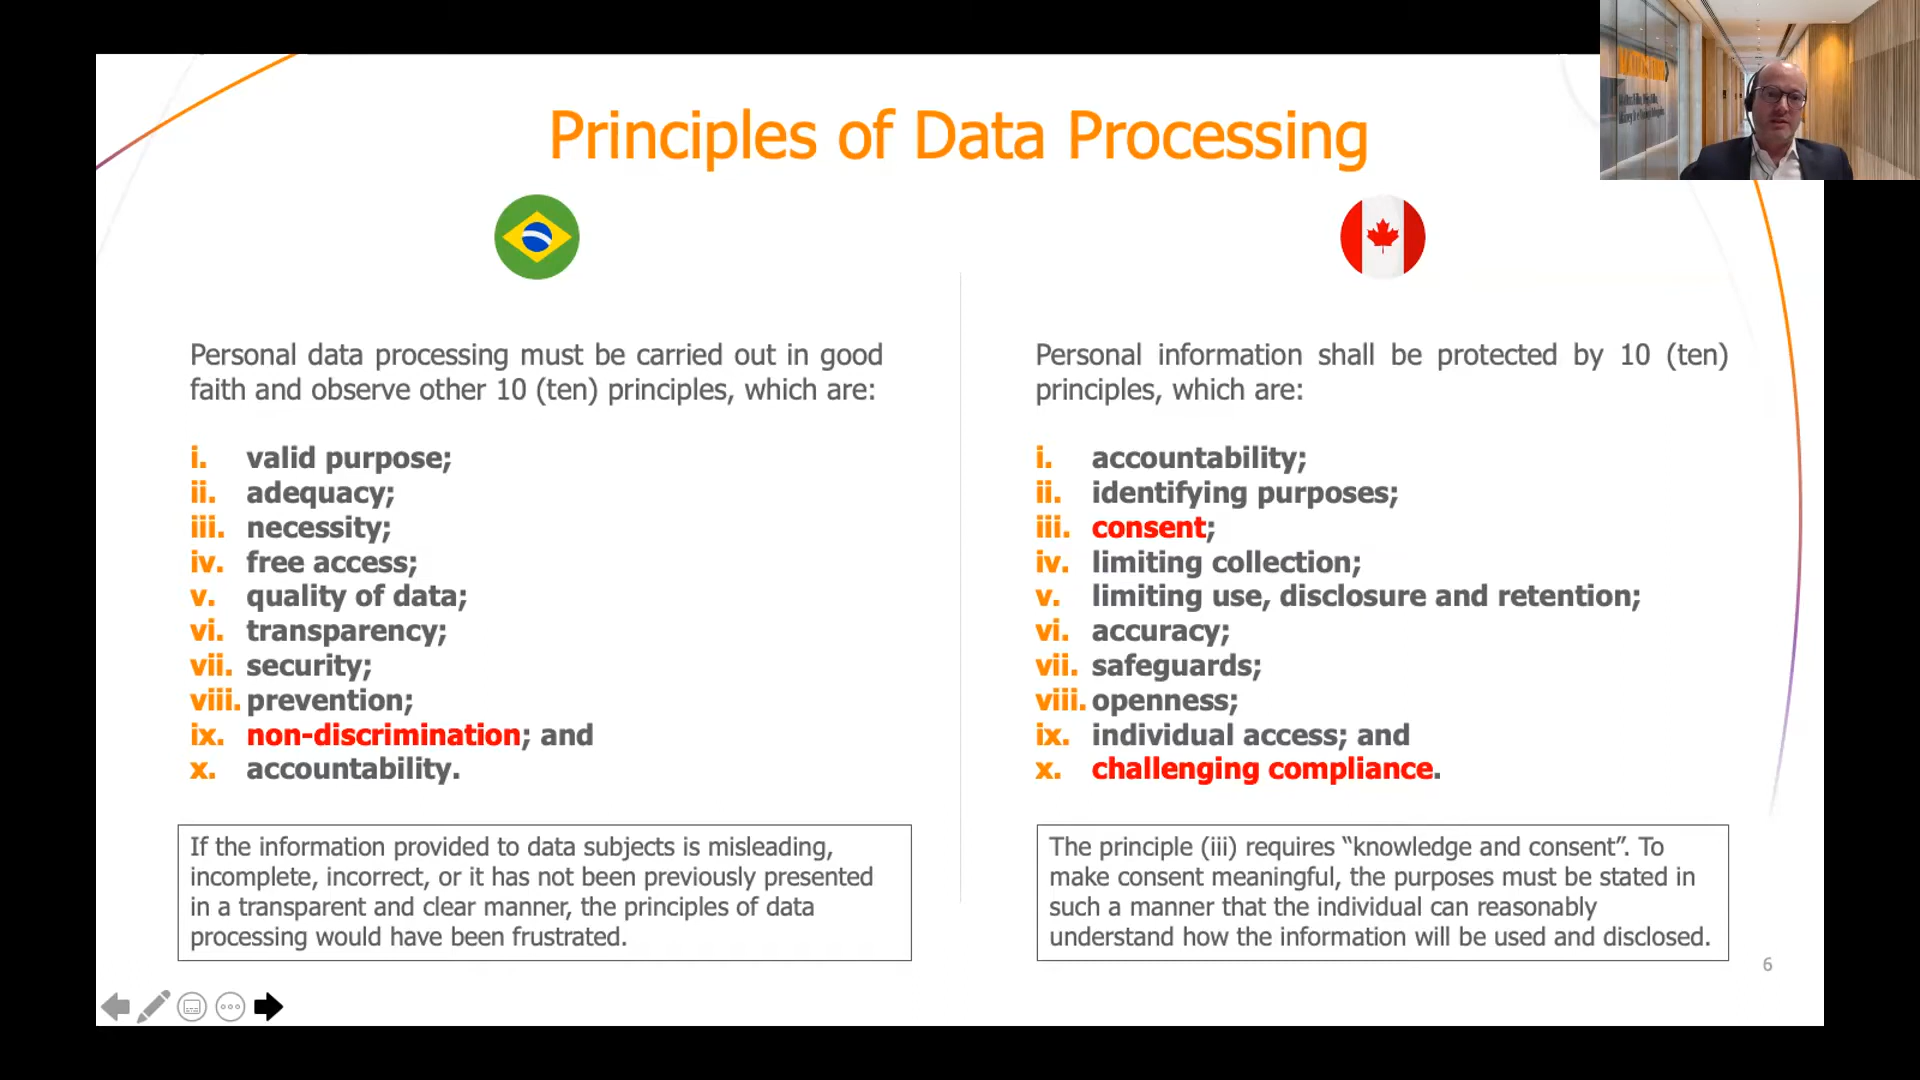 Principles of Data Processing
Personal data processing must be carried out in good
faith and observe other 10 (ten) principles, which are:
i. valid purpose;
ii. adequacy;
iii. necessity;
iv. free access;
v. quality of data;
vi. transparency;
vii. security;
viii. prevention;
ix. non-discrimination; and
x. accountability.
If the information provided to data subjects is misleading,
incomplete, incorrect, or it has not been previously presented
in a transparent and clear manner, the principles of data
processing would have been frustrated.
Personal information shall be protected by 10 (ten)
principles, which are:
i. accountability;
ii. identifying purposes;
iii. consent;
iv. limiting collection;
v. limiting use, disclosure and retention;
vi. accuracy;
vii. safeguards;
viii. openness;
ix. individual access; and
x. challenging compliance.
The principle (iii) requires “knowledge and consent”. To
make consent meaningful, the purposes must be stated in
such a manner that the individual can reasonably
understand how the information will be used and disclosed.
6